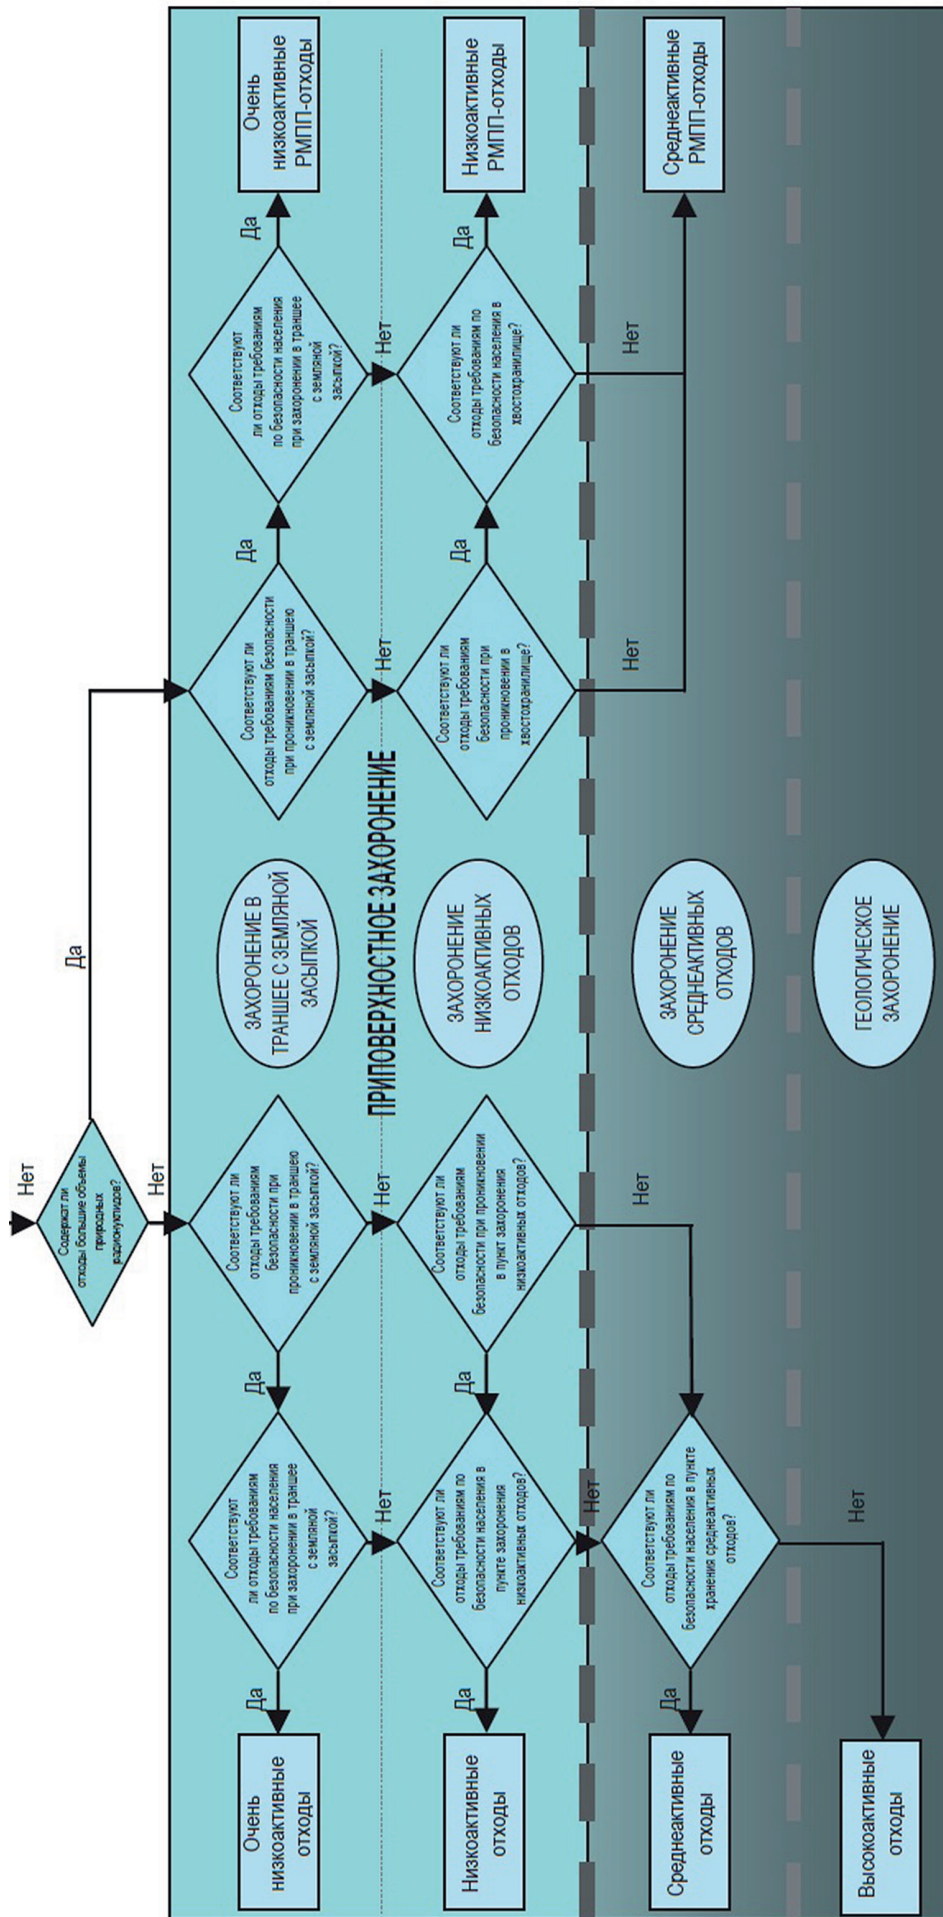 Нет
Содержат ли
отходы большие объемы
природных
радионуклидов?
Да
Нет
Соответствуют
ли отходы требованиям
по безопасности населения
при захоронении в траншее
с земляной
засыпкой?
Да
Соответствуют ли
отходы требованиям
безопасности при
проникновении в траншею
с земляной засыпкой?
ЗАХОРОНЕНИЕ В
ТРАНШЕЕ С ЗЕМЛЯНОЙ
ЗАСЫПКОЙ
Соответствуют ли
отходы требованиям безопасности
при проникновении в траншею
с земляной засыпкой?
Да
Соответствуют
ли отходы требованиям
по безопасности населения
при захоронении в траншее
с земляной
засыпкой?
Да
Очень
низкоактивные
РМПП-отходы
Да
Очень
низкоактивные
отходы
Нет
Нет
ПРИПОВЕРХНОСТНОЕ ЗАХОРОНЕНИЕ
Нет
Нет
Низкоактивные
отходы
Да
Соответствуют ли
отходы требованиям по
безопасности населения в
пункте захоронения
низкоактивных отходов?
Да
Соответствуют ли
отходы требованиям
безопасности при проникновении
в пункт захоронения
низкоактивных отходов?
ЗАХОРОНЕНИЕ
НИЗКОАКТИВНЫХ
ОТХОДОВ
Соответствуют ли
отходы требованиям
безопасности при
проникновении в
хвостохранилище?
Да
Соответствуют ли
отходы требованиям по
безопасности населения в
хвостохранилище?
Да
Низкоактивные
РМПП-отходы
Нет
Нет
Нет
Нет
Среднеактивные
отходы
Да
Соответствуют ли
отходы требованиям по
безопасности населения в пункте
хранения среднеактивных
отходов?
ЗАХОРОНЕНИЕ
СРЕДНЕАКТИВНЫХ
ОТХОДОВ
Среднеактивные
РМПП-отходы
Нет
Высокоактивные
отходы
ГЕОЛОГИЧЕСКОЕ
ЗАХОРОНЕНИЕ